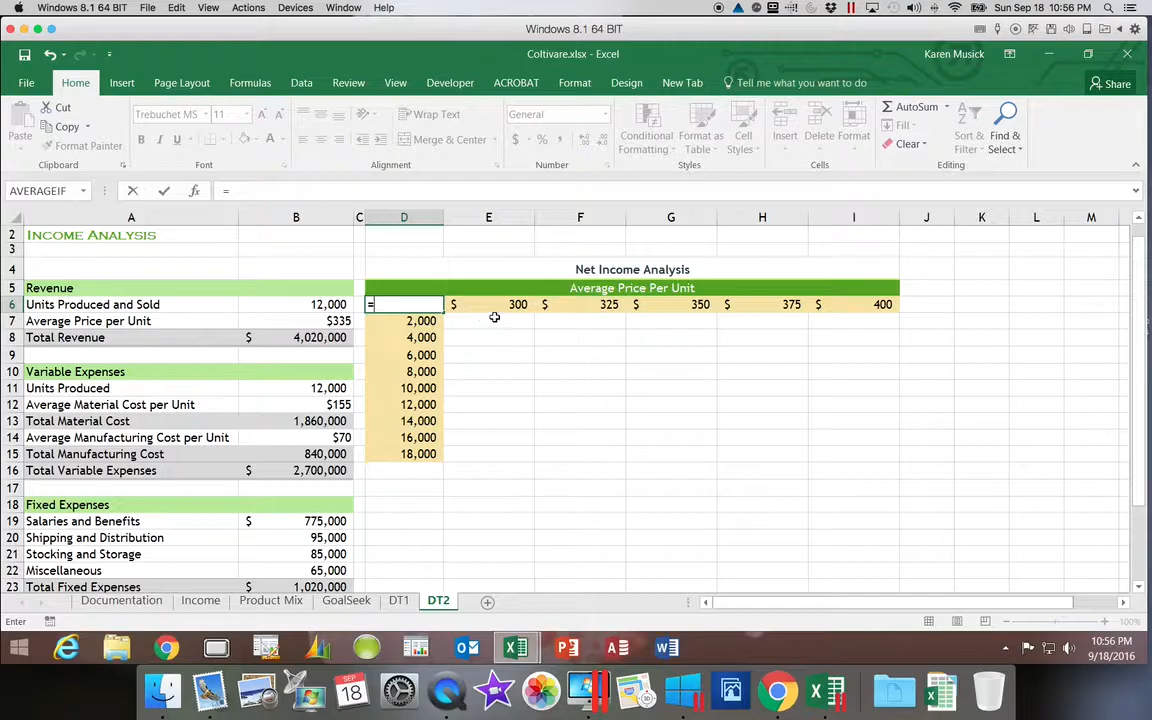 Windows 8.1 64 BIT File Edit View Actions Devices Window Help Sun Sep 18 10:56 PM
Windows 8.1 64 BIT
Coltivare.xlsx - Excel Karen Musick
File Home Insert Page Layout Formulas Data Review View Developer ACROBAT Format Design New Tab Tell me what you want to do Share
Paste Cut Copy Format Painter
Clipboard
Trebuchet MS 11 A A
B I U A
Font
Wrap Text
Merge & Center
Alignment
General
$ % ,
Number
Conditional Formatting Format as Table Cell Styles
Styles
Insert Delete Format
Cells
AutoSum
Fill
Clear
Sort & Filter Find & Select
Editing
AVERAGEIF fx =
A B C D E F G H I J K L M
2 INCOME ANALYSIS
3
4 Net Income Analysis
5 Revenue Average Price Per Unit
6 Units Produced and Sold 12,000 = $ 300 $ 325 $ 350 $ 375 $ 400
7 Average Price per Unit $335 2,000
8 Total Revenue $ 4,020,000 4,000
9 6,000
10 Variable Expenses 8,000
11 Units Produced 12,000 10,000
12 Average Material Cost per Unit $155 12,000
13 Total Material Cost 1,860,000 14,000
14 Average Manufacturing Cost per Unit $70 16,000
15 Total Manufacturing Cost 840,000 18,000
16 Total Variable Expenses $ 2,700,000
17
18 Fixed Expenses
19 Salaries and Benefits $ 775,000
20 Shipping and Distribution 95,000
21 Stocking and Storage 85,000
22 Miscellaneous 65,000
23 Total Fixed Expenses $ 1,020,000
Documentation Income Product Mix GoalSeek DT1 DT2
Enter 100%
10:56 PM
9/18/2016
SEP
18